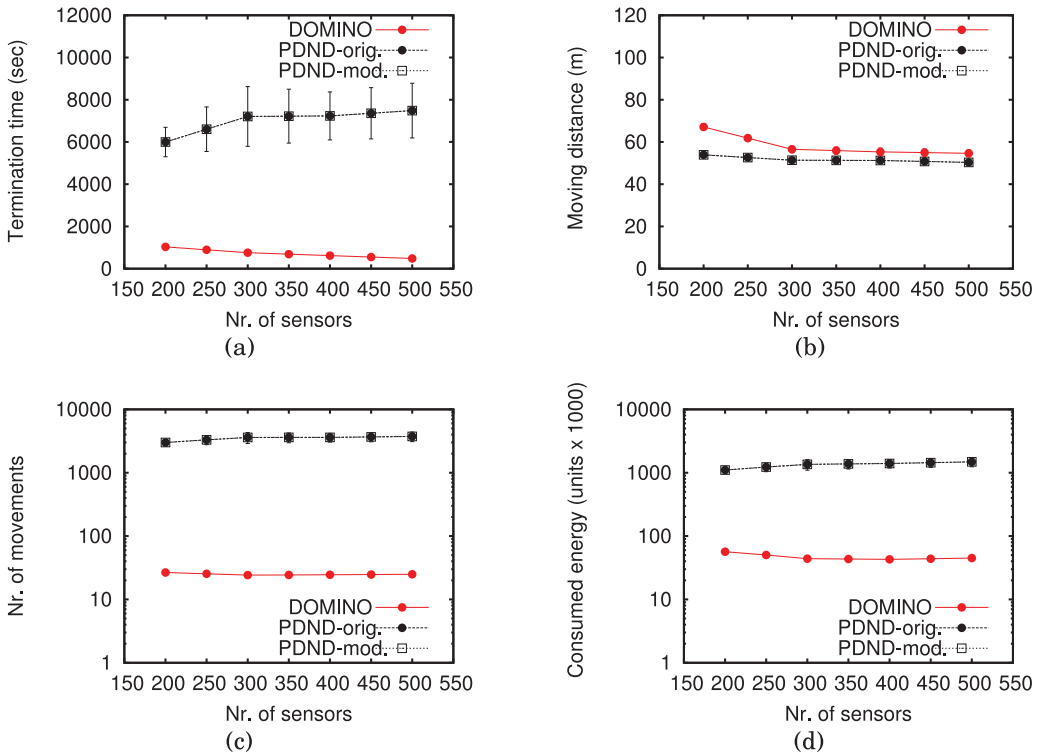 Termination time (sec)
12000
10000
8000
6000
4000
2000
0
DOMINO
PDND-orig.
PDND-mod.
150 200 250 300 350 400 450 500 550
Nr. of sensors
(a)
Moving distance (m)
120
100
80
60
40
20
0
DOMINO
PDND-orig.
PDND-mod.
150 200 250 300 350 400 450 500 550
Nr. of sensors
(b)
Nr. of movements
10000
1000
100
10
1
DOMINO
PDND-orig.
PDND-mod.
150 200 250 300 350 400 450 500 550
Nr. of sensors
(c)
Consumed energy (units x 1000)
10000
1000
100
10
1
DOMINO
PDND-orig.
PDND-mod.
150 200 250 300 350 400 450 500 550
Nr. of sensors
(d)